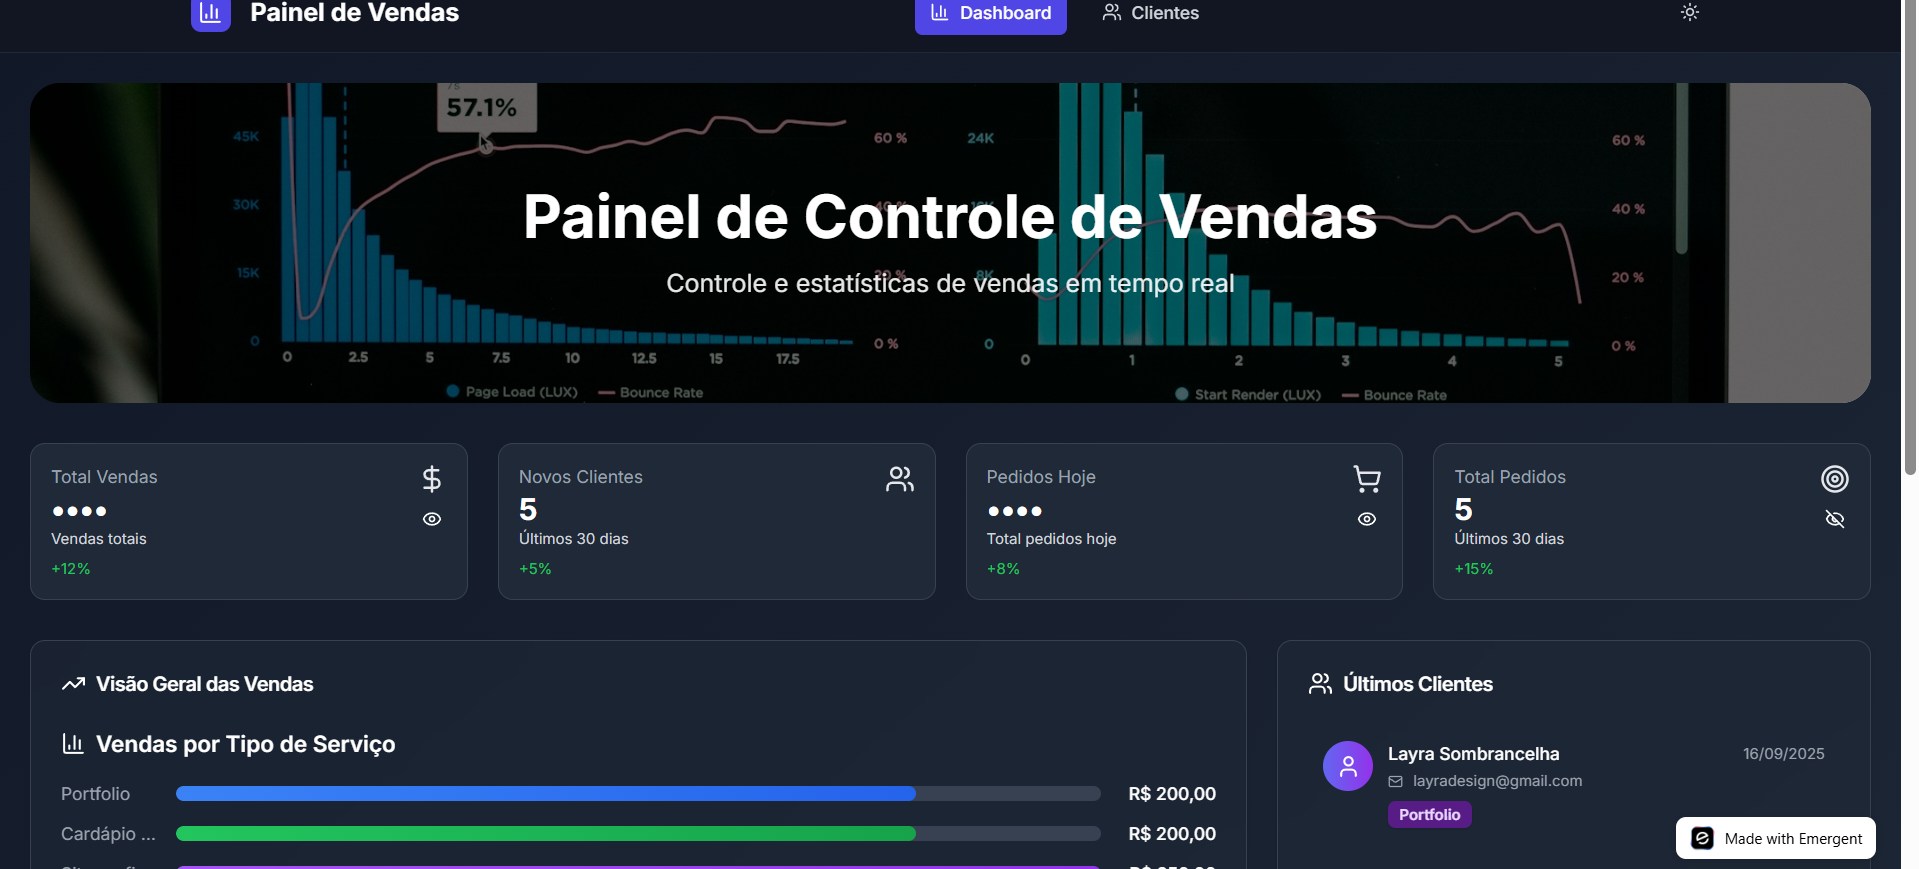 Painel de Vendas
Dashboard
Clientes
75
57.1%
45K
30K
15K
0
60 %
40 %
20 %
0 %
0 2.5 5 7.5 10 12.5 15 17.5
Page Load (LUX) Bounce Rate
24K
16K
8K
0
60 %
40 %
20 %
0 %
0 1 2 3 4 5
Start Render (LUX) Bounce Rate
Painel de Controle de Vendas
Controle e estatísticas de vendas em tempo real
Total Vendas
••••
Vendas totais
+12%
Novos Clientes
5
Últimos 30 dias
+5%
Pedidos Hoje
••••
Total pedidos hoje
+8%
Total Pedidos
5
Últimos 30 dias
+15%
Visão Geral das Vendas
Vendas por Tipo de Serviço
Portfolio R$ 200,00
Cardápio ... R$ 200,00
Últimos Clientes
Layra Sombrancelha 16/09/2025
layradesign@gmail.com
Portfolio
Made with Emergent